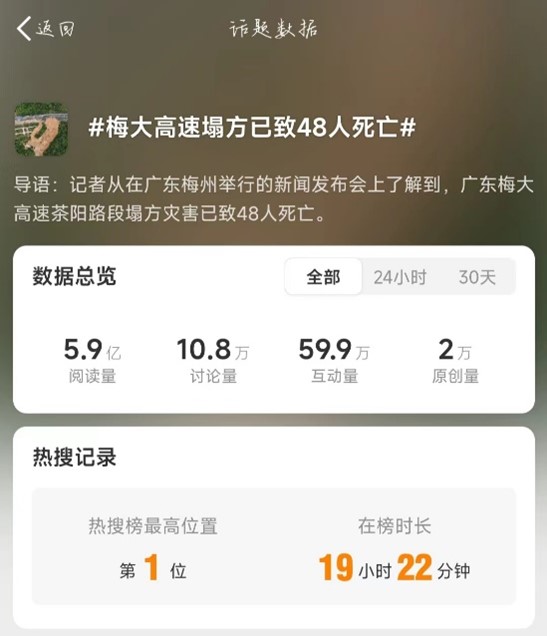 返回
话题数据
#梅大高速塌方已致48人死亡#
导语：记者从在广东梅州举行的新闻发布会上了解到，广东梅大
高速茶阳路段塌方灾害已致48人死亡。
数据总览
全部 24小时 30天
5.9亿 10.8万 59.9万 2万
阅读量 讨论量 互动量 原创量
热搜记录
热搜榜最高位置 在榜时长
第1位 19小时22分钟